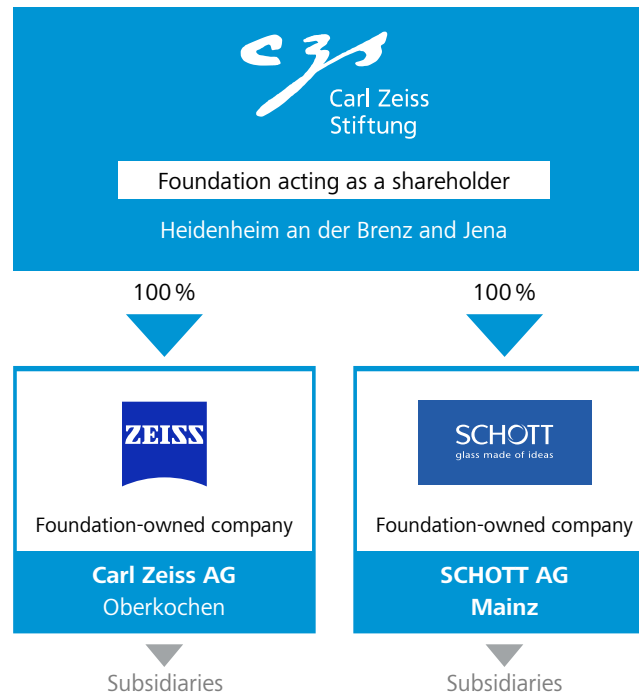 czs
Carl Zeiss
Stiftung
Foundation acting as a shareholder
Heidenheim an der Brenz and Jena
100 %
100 %
ZEISS
SCHOTT
glass made of ideas
Foundation-owned company
Foundation-owned company
Carl Zeiss AG
Oberkochen
SCHOTT AG
Mainz
Subsidiaries
Subsidiaries